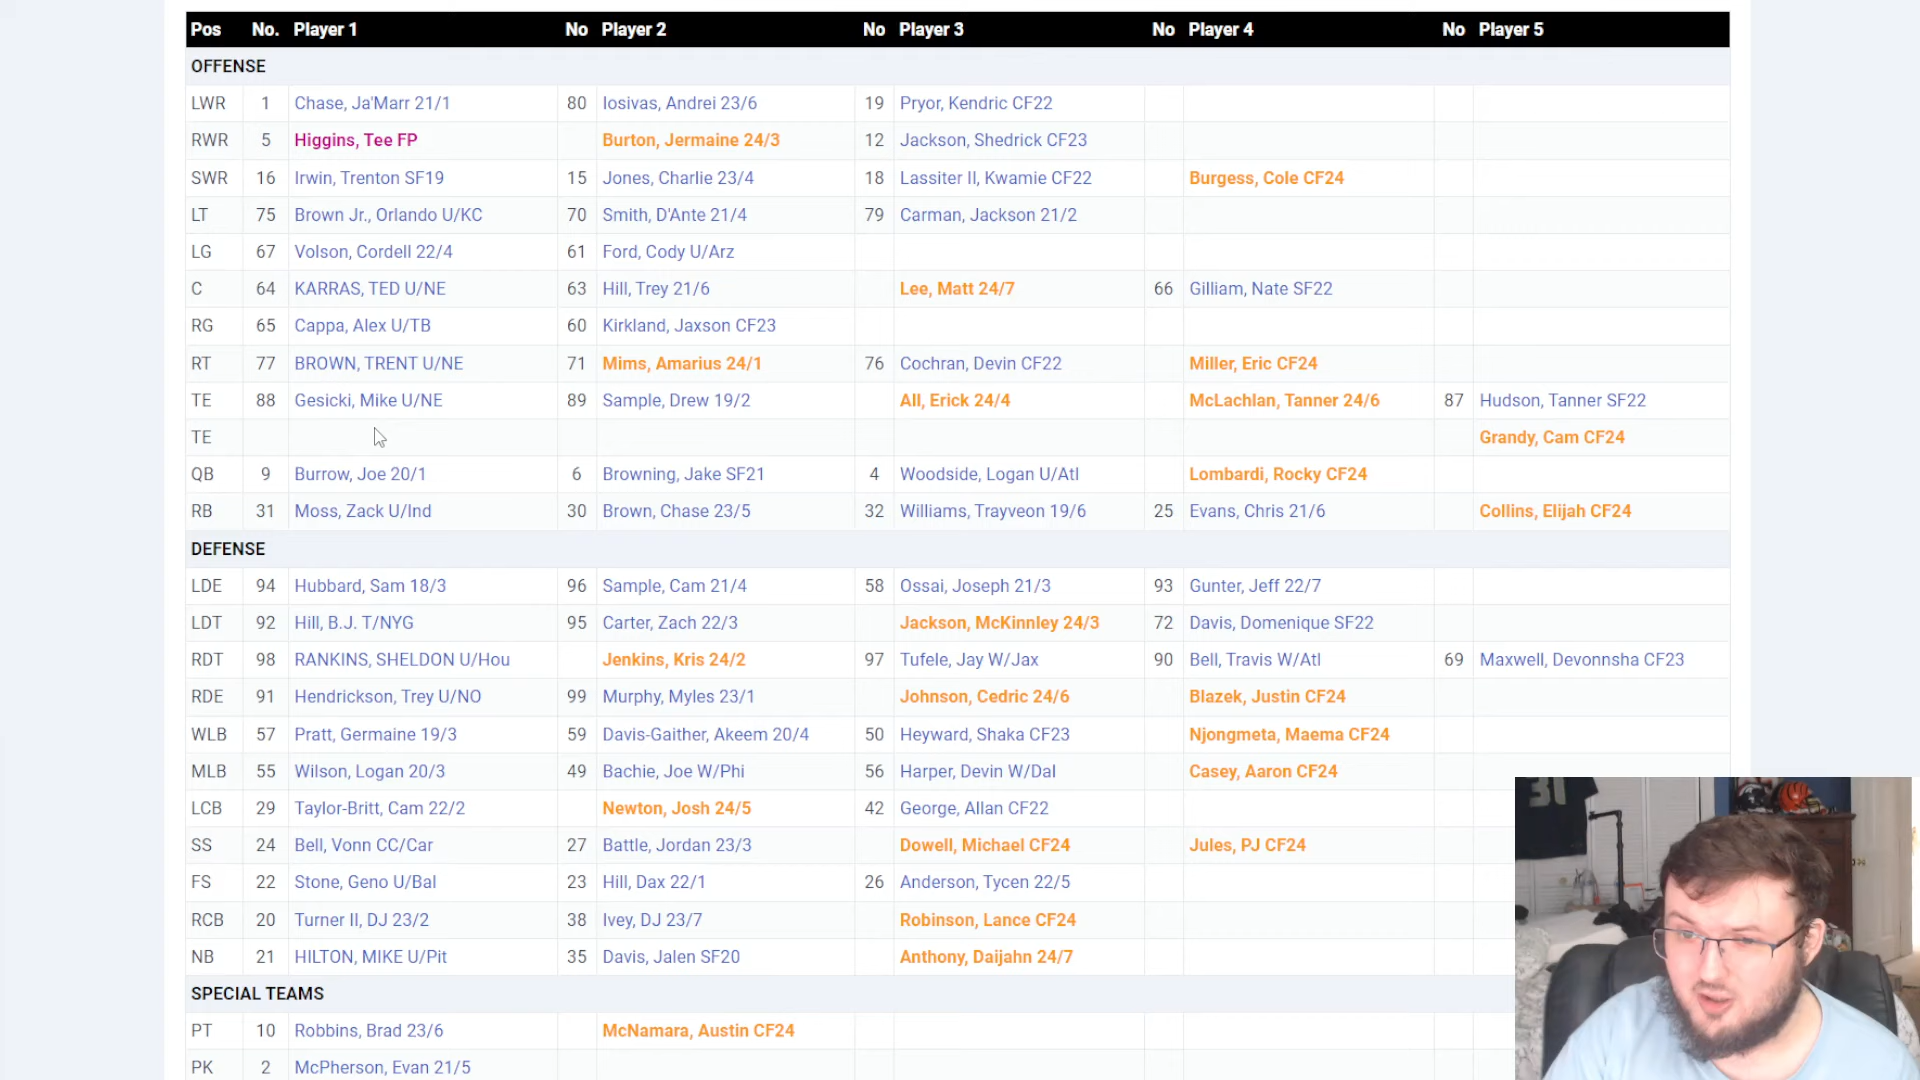 Pos No. Player 1 No Player 2 No Player 3 No Player 4 No Player 5
OFFENSE
LWR 1 Chase, Ja'Marr 21/1 80 Iosivas, Andrei 23/6 19 Pryor, Kendric CF22
RWR 5 Higgins, Tee FP Burton, Jermaine 24/3 12 Jackson, Shedrick CF23
SWR 16 Irwin, Trenton SF19 15 Jones, Charlie 23/4 18 Lassiter II, Kwamie CF22 Burgess, Cole CF24
LT 75 Brown Jr., Orlando U/KC 70 Smith, D'Ante 21/4 79 Carman, Jackson 21/2
LG 67 Volson, Cordell 22/4 61 Ford, Cody U/Arz
C 64 KARRAS, TED U/NE 63 Hill, Trey 21/6 Lee, Matt 24/7 66 Gilliam, Nate SF22
RG 65 Cappa, Alex U/TB 60 Kirkland, Jaxson CF23
RT 77 BROWN, TRENT U/NE 71 Mims, Amarius 24/1 76 Cochran, Devin CF22 Miller, Eric CF24
TE 88 Gesicki, Mike U/NE 89 Sample, Drew 19/2 All, Erick 24/4 McLachlan, Tanner 24/6 87 Hudson, Tanner SF22
TE Grandy, Cam CF24
QB 9 Burrow, Joe 20/1 6 Browning, Jake SF21 4 Woodside, Logan U/Atl Lombardi, Rocky CF24
RB 31 Moss, Zack U/Ind 30 Brown, Chase 23/5 32 Williams, Trayveon 19/6 25 Evans, Chris 21/6 Collins, Elijah CF24
DEFENSE
LDE 94 Hubbard, Sam 18/3 96 Sample, Cam 21/4 58 Ossai, Joseph 21/3 93 Gunter, Jeff 22/7
LDT 92 Hill, B.J. T/NYG 95 Carter, Zach 22/3 Jackson, McKinnley 24/3 72 Davis, Domenique SF22
RDT 98 RANKINS, SHELDON U/Hou Jenkins, Kris 24/2 97 Tufele, Jay W/Jax 90 Bell, Travis W/Atl 69 Maxwell, Devonnsha CF23
RDE 91 Hendrickson, Trey U/NO 99 Murphy, Myles 23/1 Johnson, Cedric 24/6 Blazek, Justin CF24
WLB 57 Pratt, Germaine 19/3 59 Davis-Gaither, Akeem 20/4 50 Heyward, Shaka CF23 Njongmeta, Maema CF24
MLB 55 Wilson, Logan 20/3 49 Bachie, Joe W/Phi 56 Harper, Devin W/Dal Casey, Aaron CF24
LCB 29 Taylor-Britt, Cam 22/2 Newton, Josh 24/5 42 George, Allan CF22
SS 24 Bell, Vonn CC/Car 27 Battle, Jordan 23/3 Dowell, Michael CF24 Jules, PJ CF24
FS 22 Stone, Geno U/Bal 23 Hill, Dax 22/1 26 Anderson, Tycen 22/5
RCB 20 Turner II, DJ 23/2 38 Ivey, DJ 23/7 Robinson, Lance CF24
NB 21 HILTON, MIKE U/Pit 35 Davis, Jalen SF20 Anthony, Daijahn 24/7
SPECIAL TEAMS
PT 10 Robbins, Brad 23/6 McNamara, Austin CF24
PK 2 McPherson, Evan 21/5
31